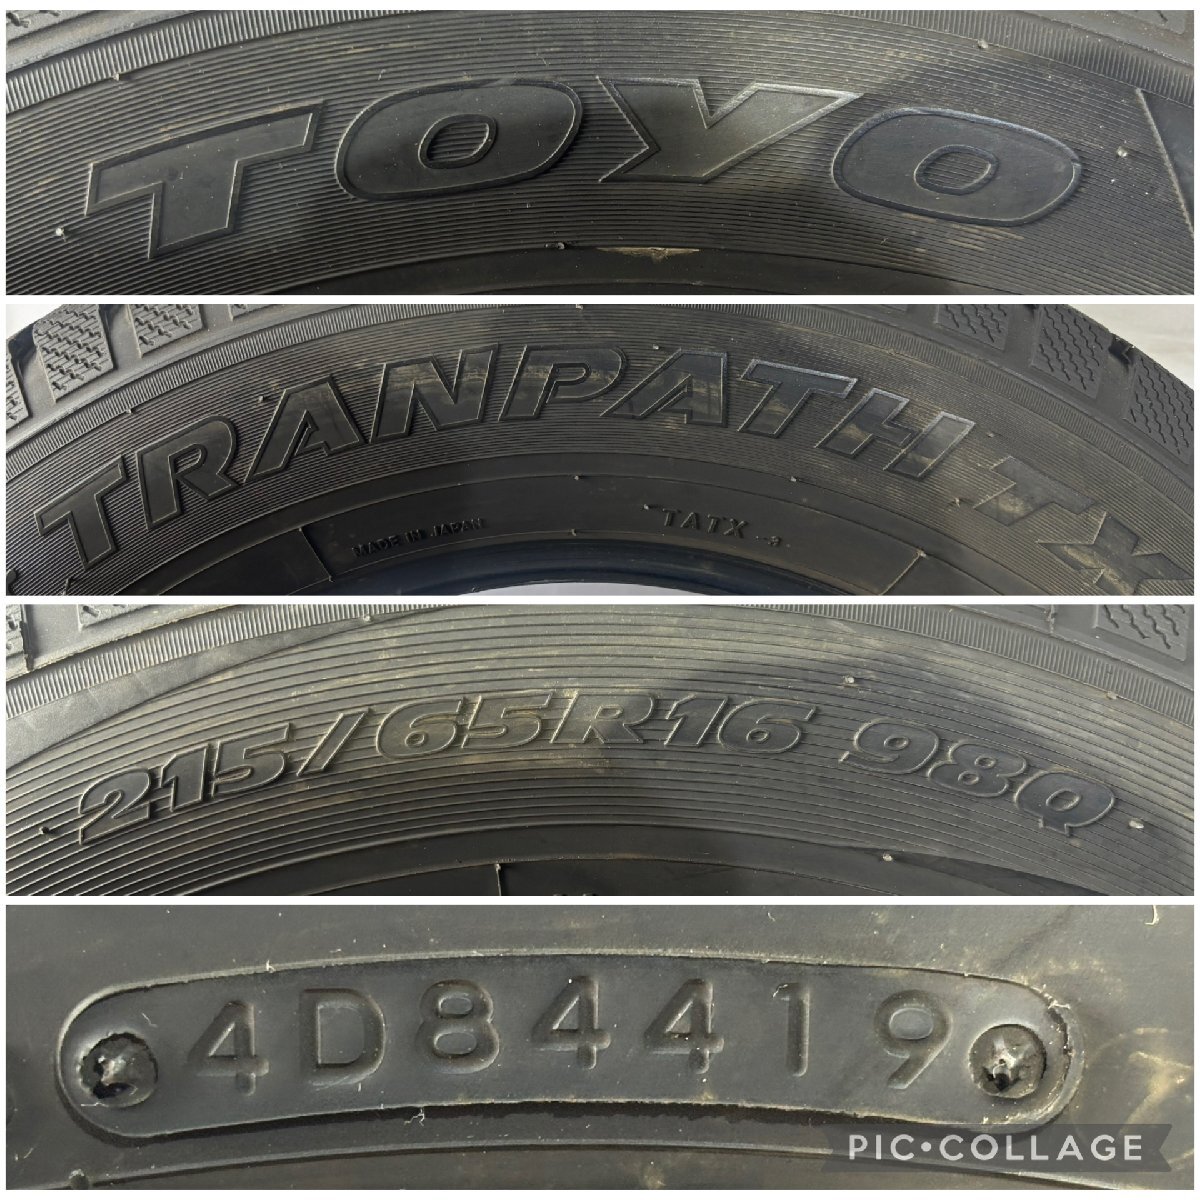 TOYO
TRANPATH TX
MADE IN JAPAN TATX
215/65R16 98Q
4D84419
PIC•COLLAGE